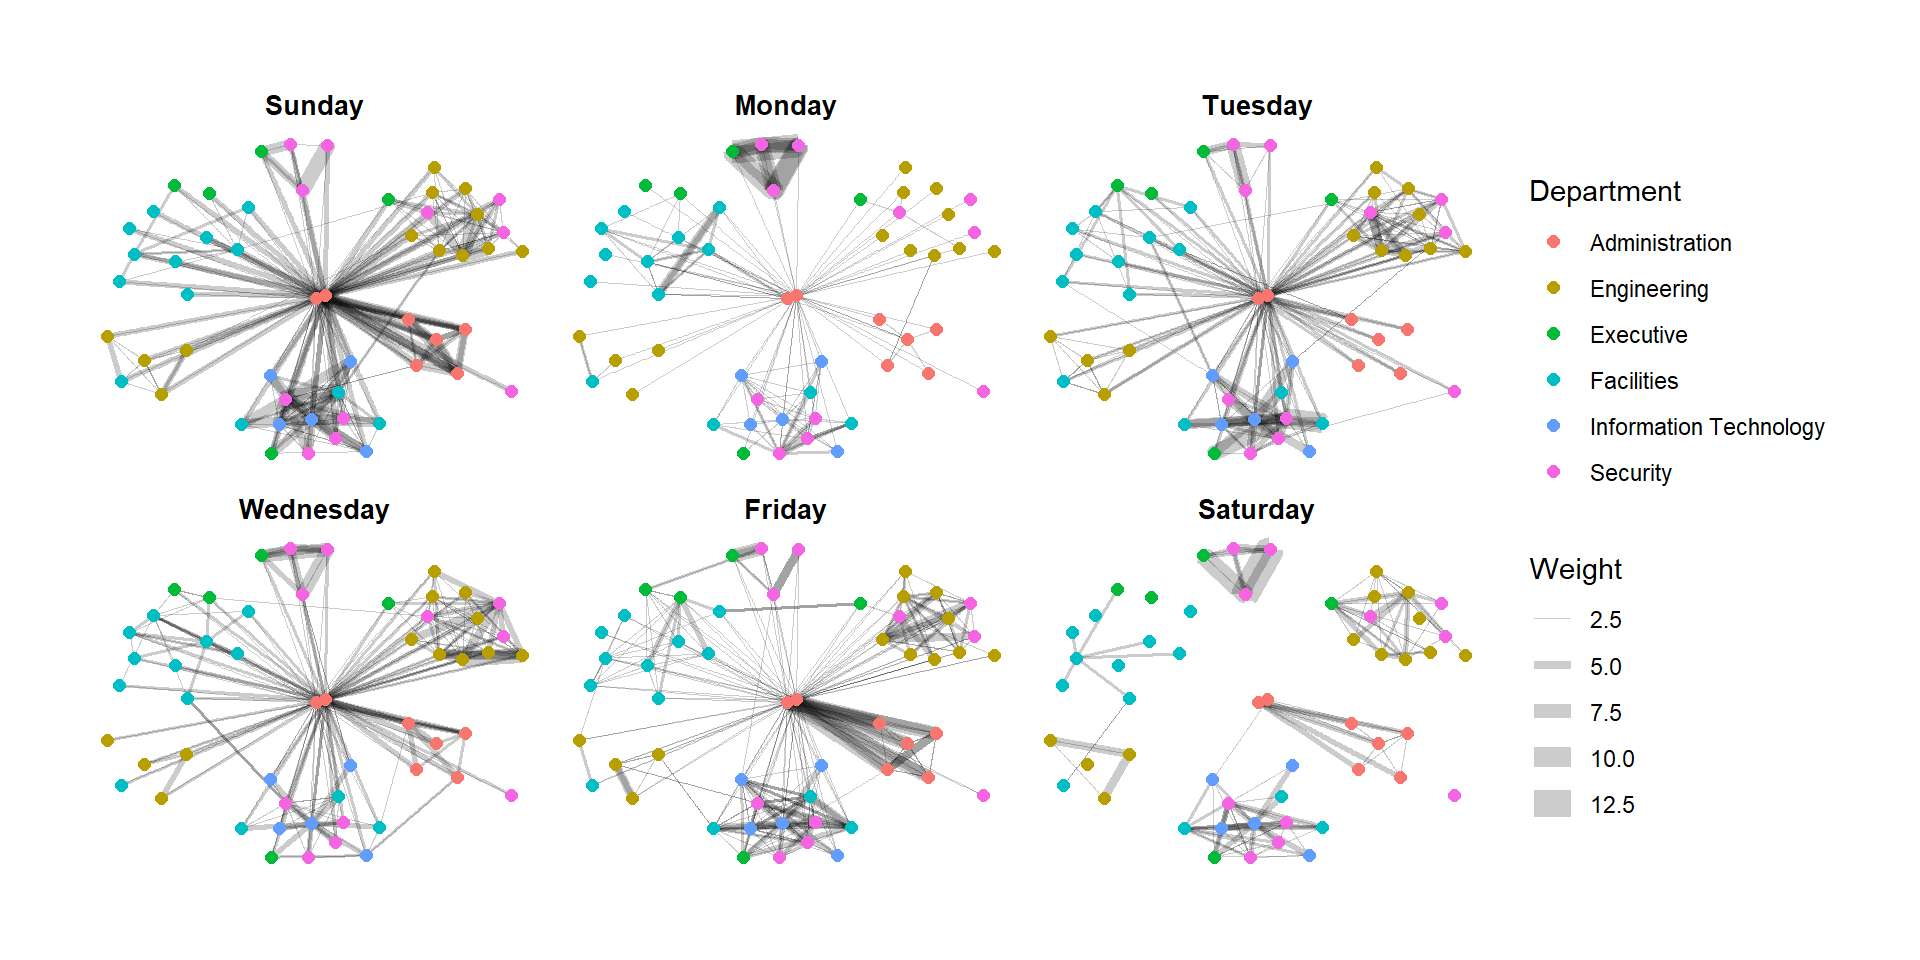 Sunday
Monday
Tuesday
Wednesday
Friday
Saturday
Department
Administration
Engineering
Executive
Facilities
Information Technology
Security
Weight
2.5
5.0
7.5
10.0
12.5